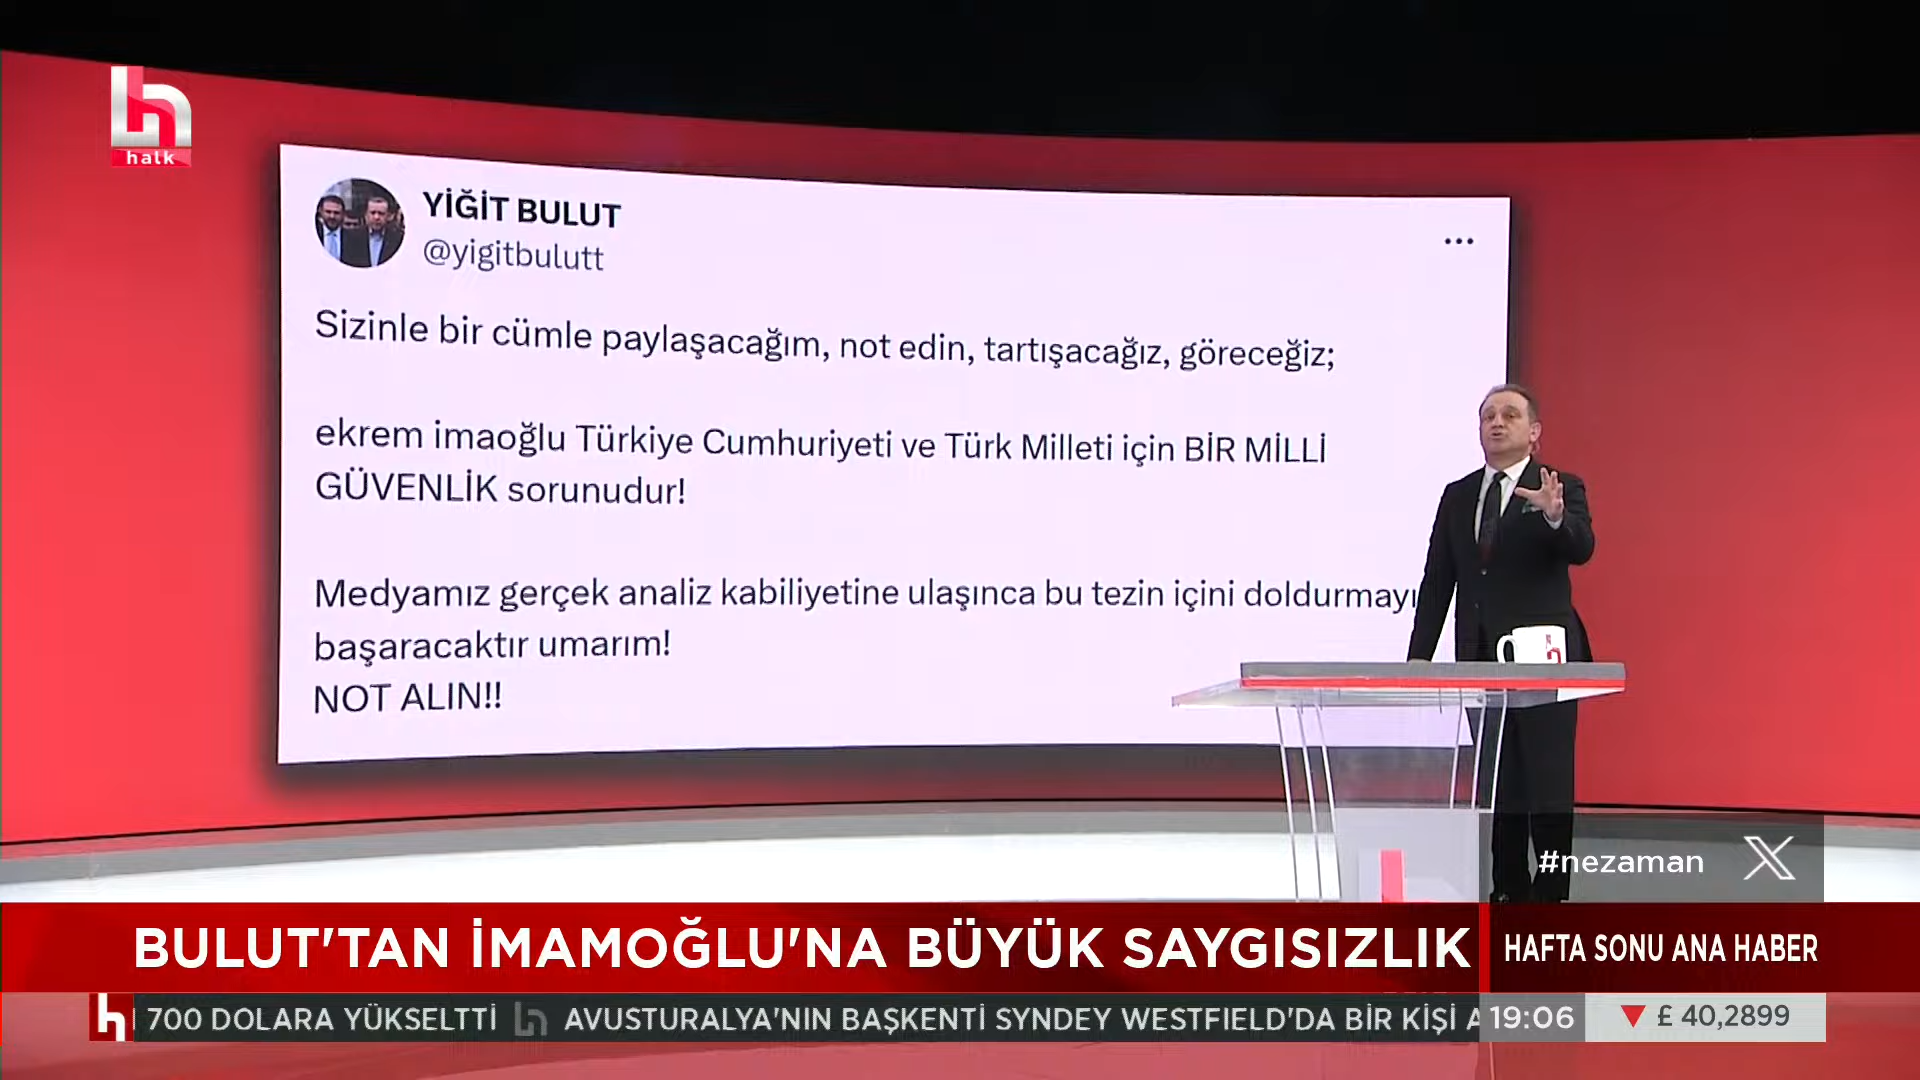 halk
YİĞİT BULUT
@yigitbulutt
Sizinle bir cümle paylaşacağım, not edin, tartışacağız, göreceğiz;
ekrem imaoğlu Türkiye Cumhuriyeti ve Türk Milleti için BİR MİLLİ
GÜVENLİK sorunudur!
Medyamız gerçek analiz kabiliyetine ulaşınca bu tezin içini doldurmayı
başaracaktır umarım!
NOT ALIN!!
#nezaman
BULUT'TAN İMAMOĞLU'NA BÜYÜK SAYGISIZLIK
HAFTA SONU ANA HABER
700 DOLARA YÜKSELTTİ
AVUSTURALYA'NIN BAŞKENTİ SYNDEY WESTFIELD'DA BİR KİŞİ
19:06
£ 40,2899